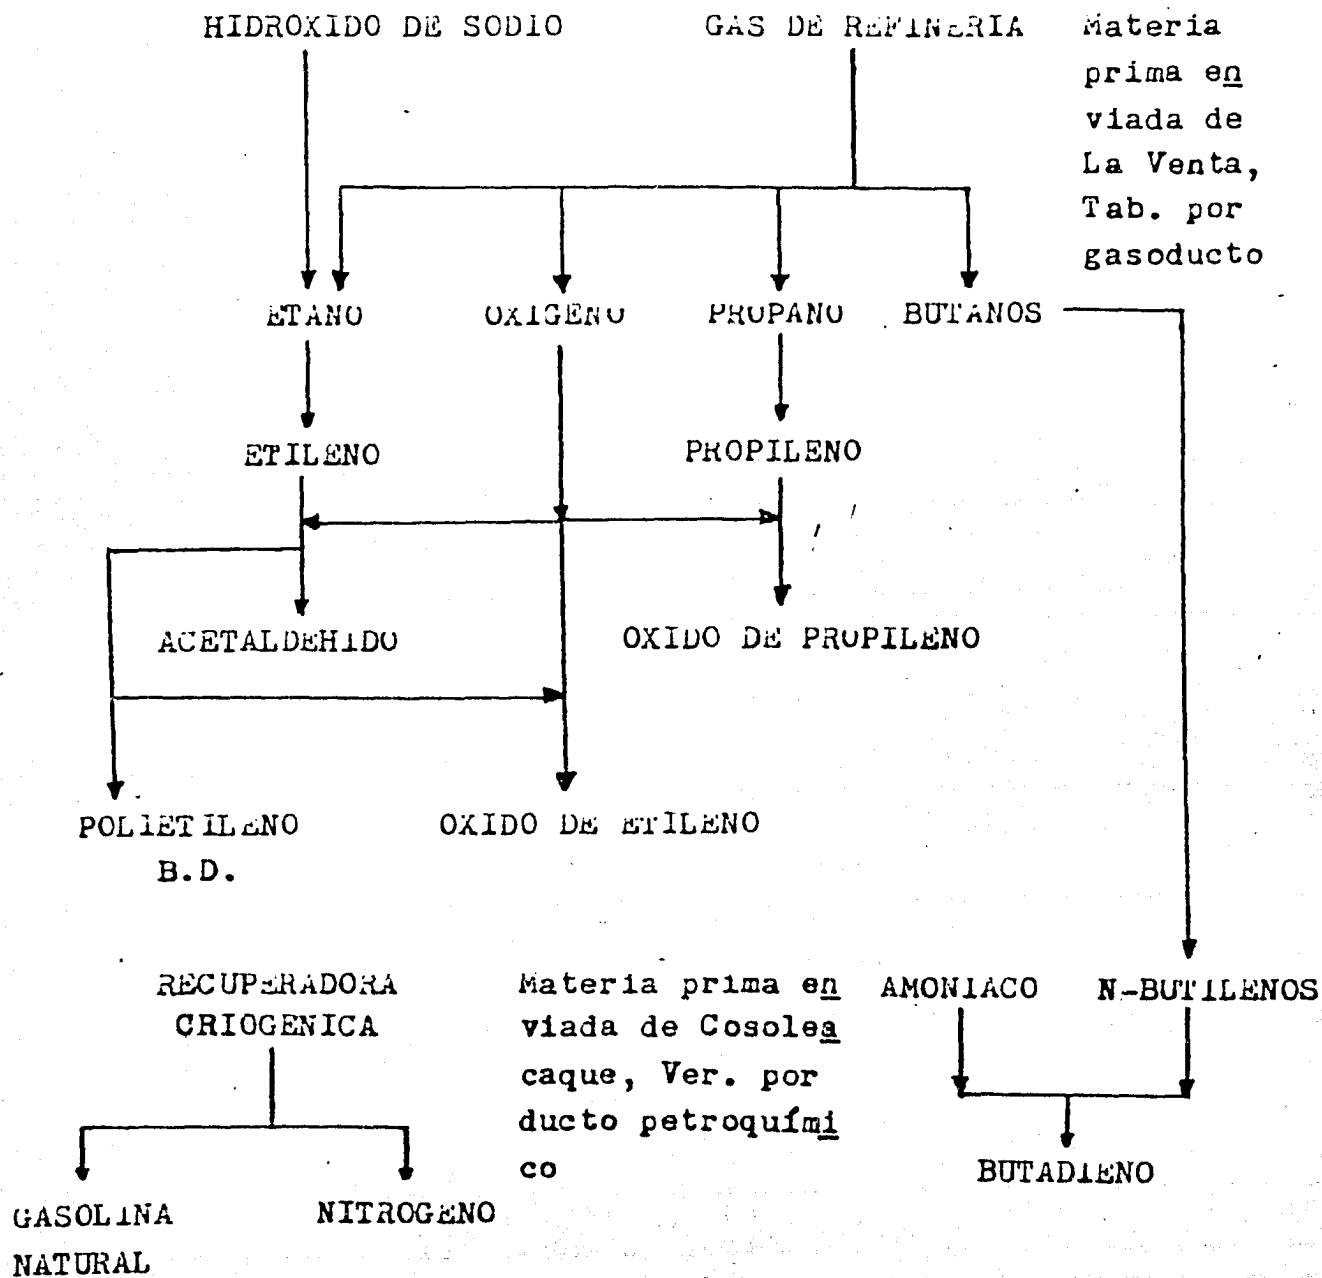 HIDROXIDO DE SODIO
GAS DE REFINERIA
Materia
prima en
viada de
La Venta,
Tab. por
gasoducto
ETANO
OXIGENO
PROPANO
BUTANOS
ETILENO
PROPILENO
ACETALDEHIDO
OXIDO DE PROPILENO
POLIETILENO
B.D.
OXIDO DE ETILENO
RECUPERADORA
CRIOGENICA
Materia prima en
viada de Cosolea
caque, Ver. por
ducto petroquími
co
AMONIACO
N-BUTILENOS
BUTADIENO
GASOLINA
NATURAL
NITROGENO